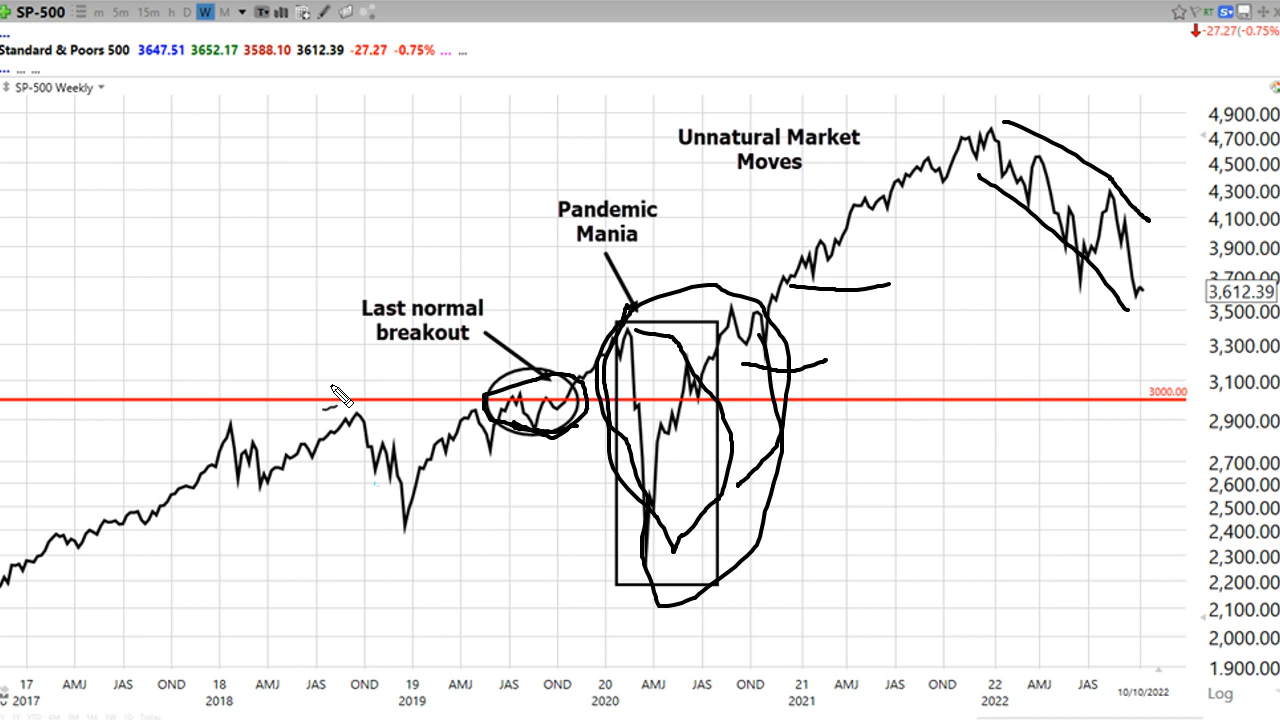 SP-500 m 5m 15m h D W M
RT
-27.27(-0.75%)
...
Standard & Poors 500 3647.51 3652.17 3588.10 3612.39 -27.27 -0.75% ... ...
... ... ...
SP-500 Weekly
Unnatural Market
Moves
Pandemic
Mania
Last normal
breakout
3000.00
4,900.00
4,700.00
4,500.00
4,300.00
4,100.00
3,900.00
3,700.00
3,612.39
3,500.00
3,300.00
3,100.00
2,900.00
2,700.00
2,600.00
2,500.00
2,400.00
2,300.00
2,200.00
2,100.00
2,000.00
1,900.00
17 AMJ JAS OND 18 AMJ JAS OND 19 AMJ JAS OND 20 AMJ JAS OND 21 AMJ JAS OND 22 AMJ JAS 10/10/2022
2017 2018 2019 2020 2021 2022
Log